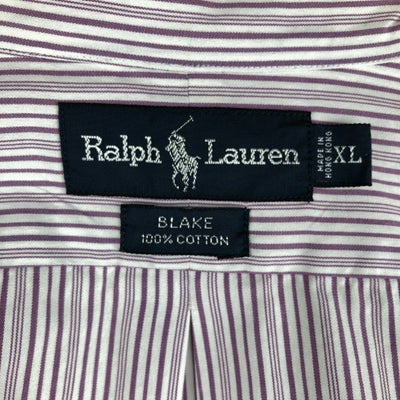 Ralph Lauren
MADE IN
HONG KONG
XL
BLAKE
100% COTTON